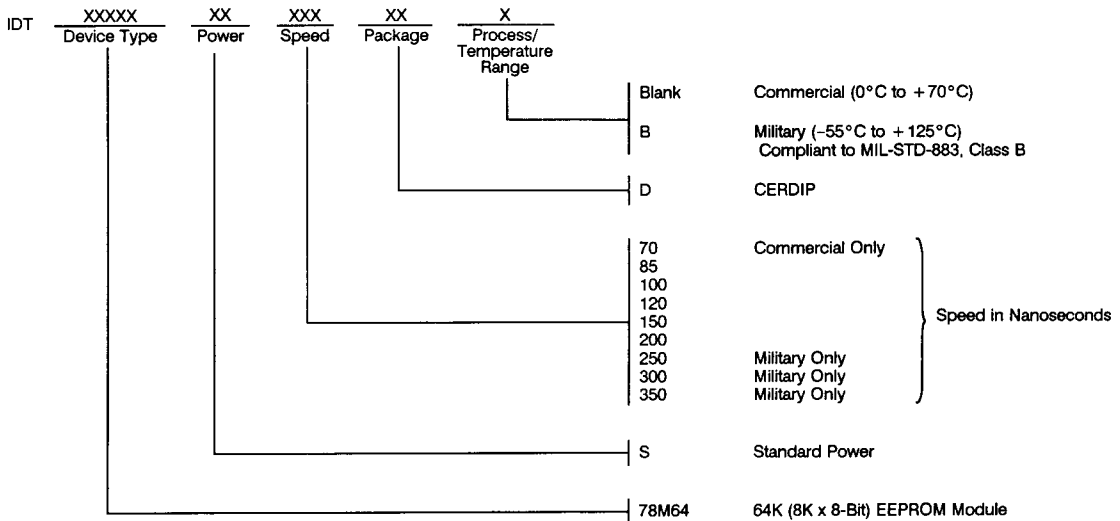 IDT XXXXX XX XXX XX X
Device Type Power Speed Package Process/
Temperature
Range
Blank Commercial (0°C to +70°C)
B Military (–55°C to +125°C)
Compliant to MIL-STD-883, Class B
D CERDIP
70 Commercial Only
85
100
120
150 Speed in Nanoseconds
200
250 Military Only
300 Military Only
350 Military Only
S Standard Power
78M64 64K (8K x 8-Bit) EEPROM Module